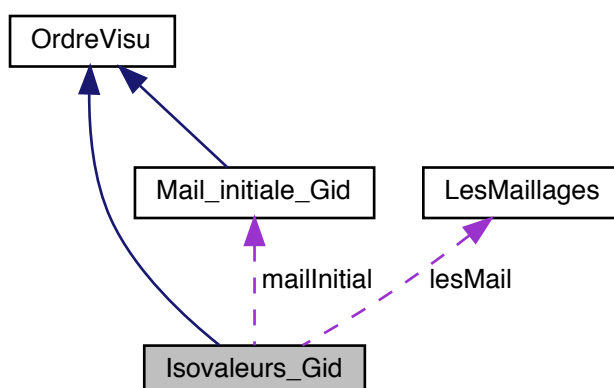 OrdreVisu
Mail_initiale_Gid
LesMaillages
mailInitial
lesMail
Isovaleurs_Gid